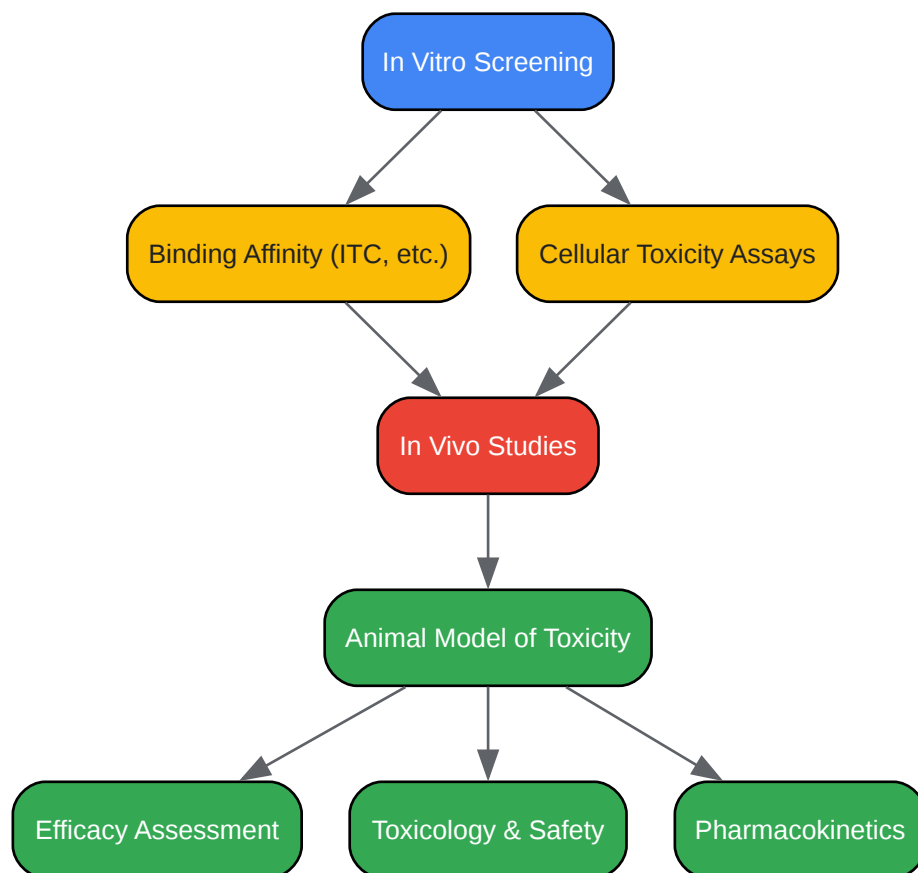 In Vitro Screening
Binding Affinity (ITC, etc.)
Cellular Toxicity Assays
In Vivo Studies
Animal Model of Toxicity
Efficacy Assessment
Toxicology & Safety
Pharmacokinetics